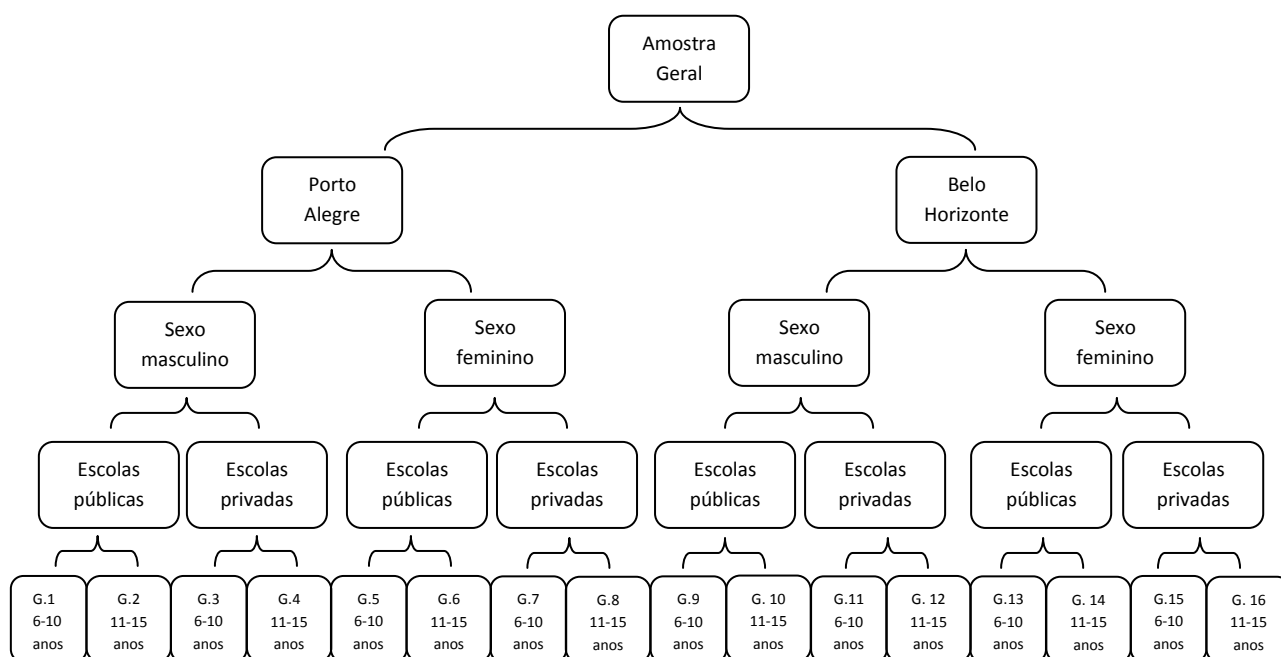 Amostra
Geral
Porto
Alegre
Belo
Horizonte
Sexo
masculino
Sexo
feminino
Sexo
masculino
Sexo
feminino
Escolas
públicas
Escolas
privadas
Escolas
públicas
Escolas
privadas
Escolas
públicas
Escolas
privadas
Escolas
públicas
Escolas
privadas
G.1
6-10
anos
G.2
11-15
anos
G.3
6-10
anos
G.4
11-15
anos
G.5
6-10
anos
G.6
11-15
anos
G.7
6-10
anos
G.8
11-15
anos
G.9
6-10
anos
G. 10
11-15
anos
G.11
6-10
anos
G. 12
11-15
anos
G.13
6-10
anos
G. 14
11-15
anos
G.15
6-10
anos
G. 16
11-15
anos